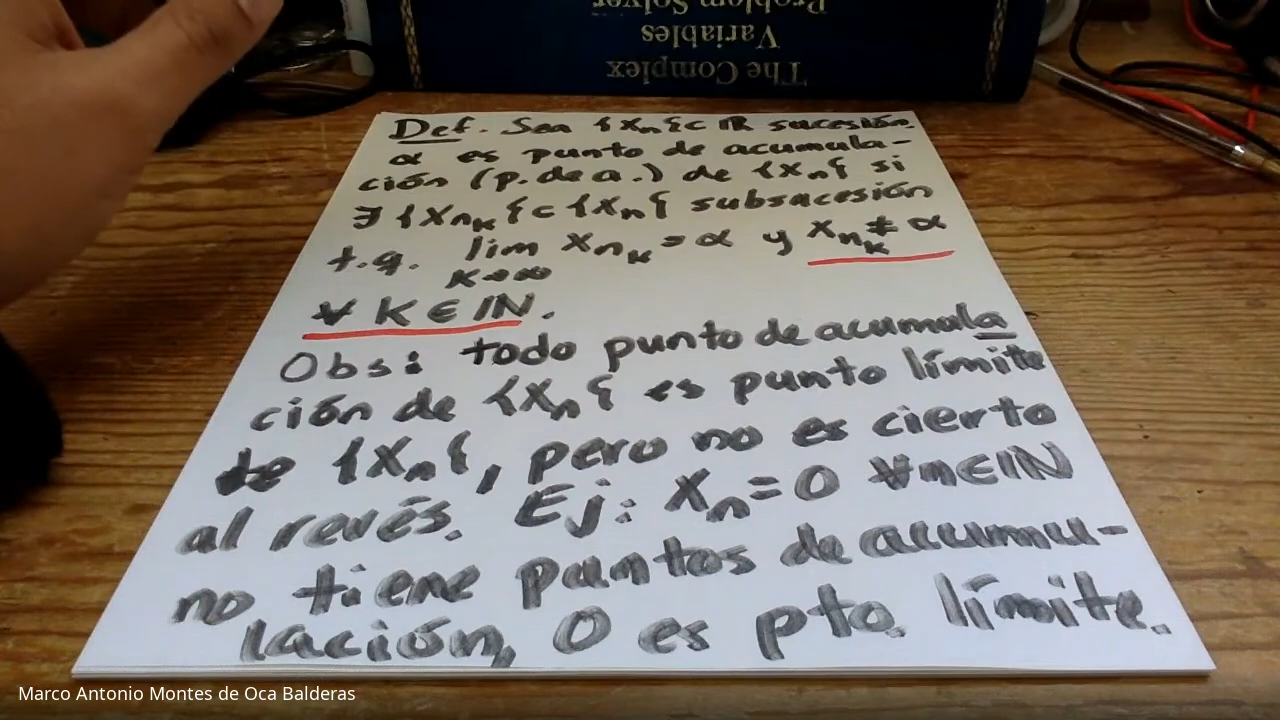 The Complex
Variables
Problem Solver
Def. Sea {xn}⊂ℝ sucesión.
α es punto de acumula-
ción (p. de a.) de {xn} si
∃ {xnk}⊂{xn} subsucesión
t.q. lim xnk = α y xnk ≠ α
k→∞
∀ K ∈ ℕ.
Obs: todo punto de acumula
ción de {xn} es punto límite
de {xn}, pero no es cierto
al revés. Ej: xn=0 ∀n∈ℕ
no tiene puntos de acumu-
lación, 0 es pto. límite.
Marco Antonio Montes de Oca Balderas